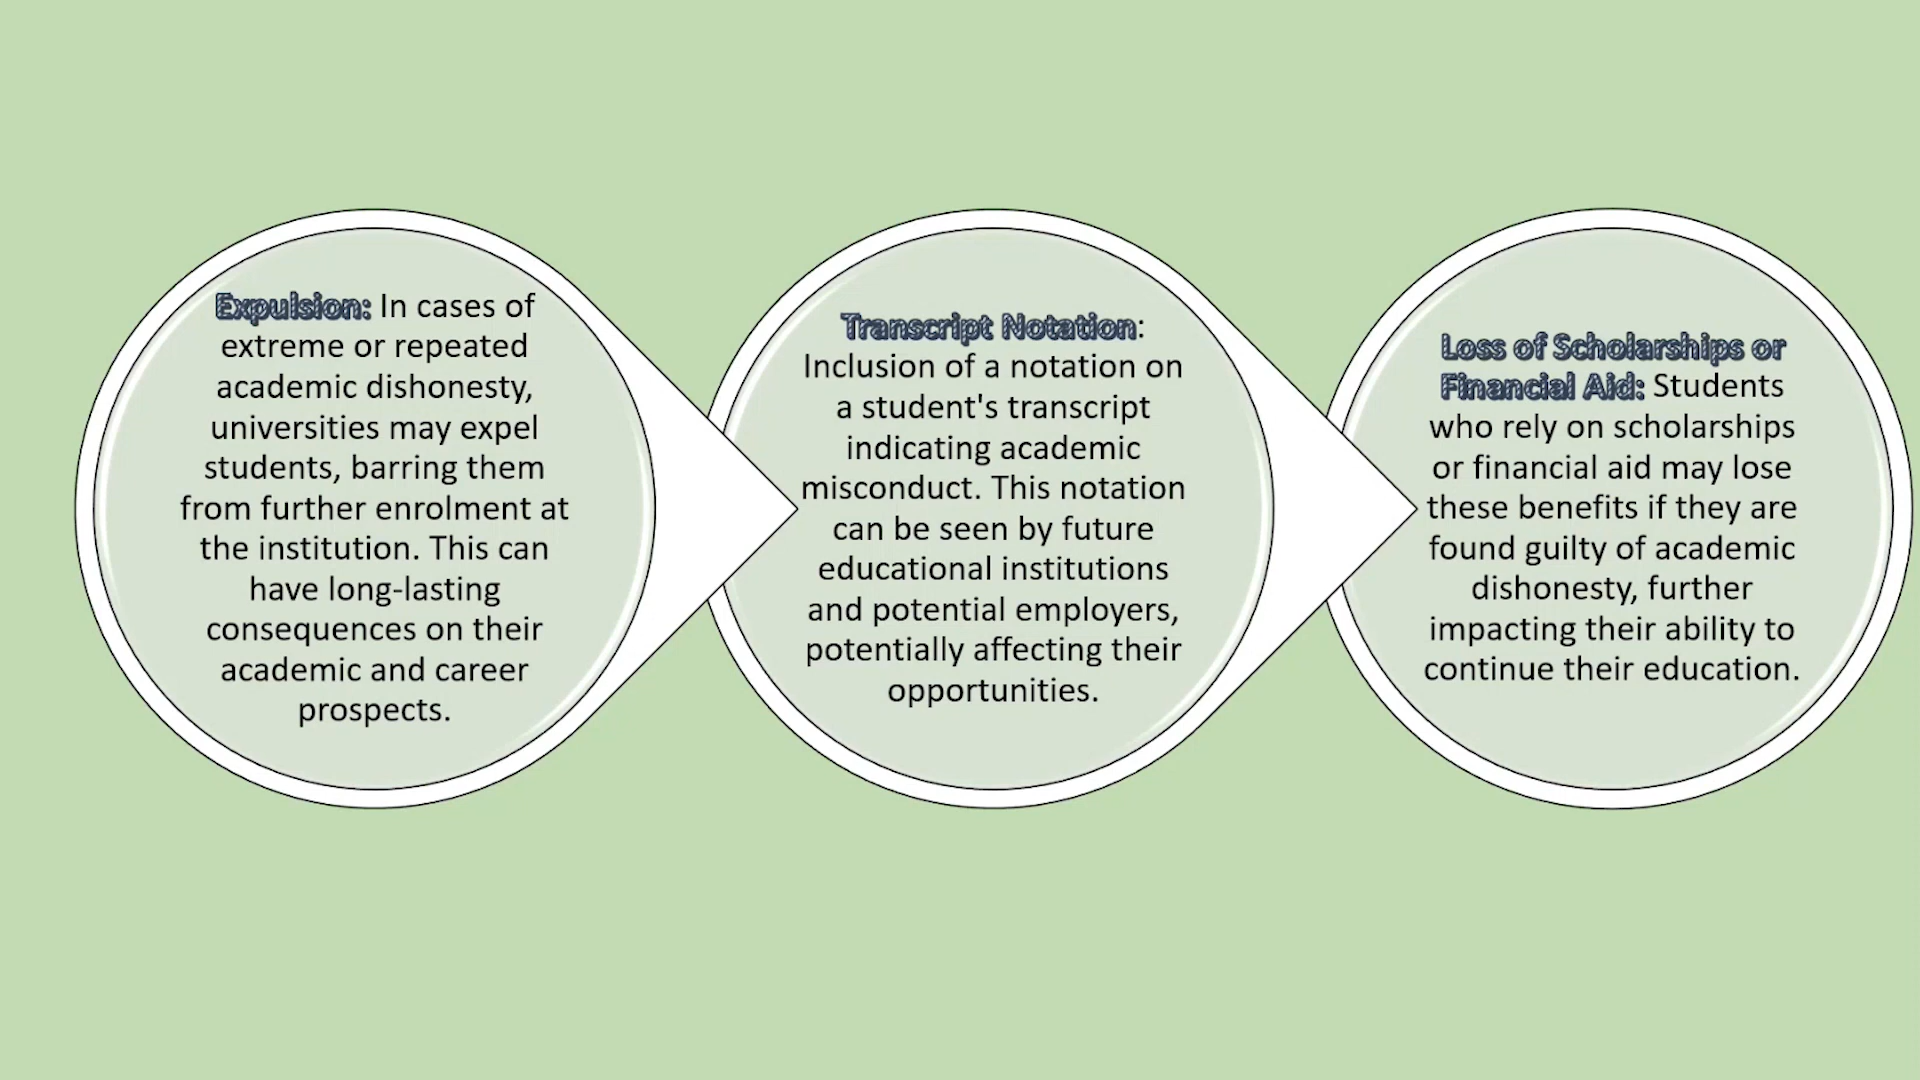 Expulsion: In cases of
extreme or repeated
academic dishonesty,
universities may expel
students, barring them
from further enrolment at
the institution. This can
have long-lasting
consequences on their
academic and career
prospects.
Transcript Notation:
Inclusion of a notation on
a student's transcript
indicating academic
misconduct. This notation
can be seen by future
educational institutions
and potential employers,
potentially affecting their
opportunities.
Loss of Scholarships or
Financial Aid: Students
who rely on scholarships
or financial aid may lose
these benefits if they are
found guilty of academic
dishonesty, further
impacting their ability to
continue their education.